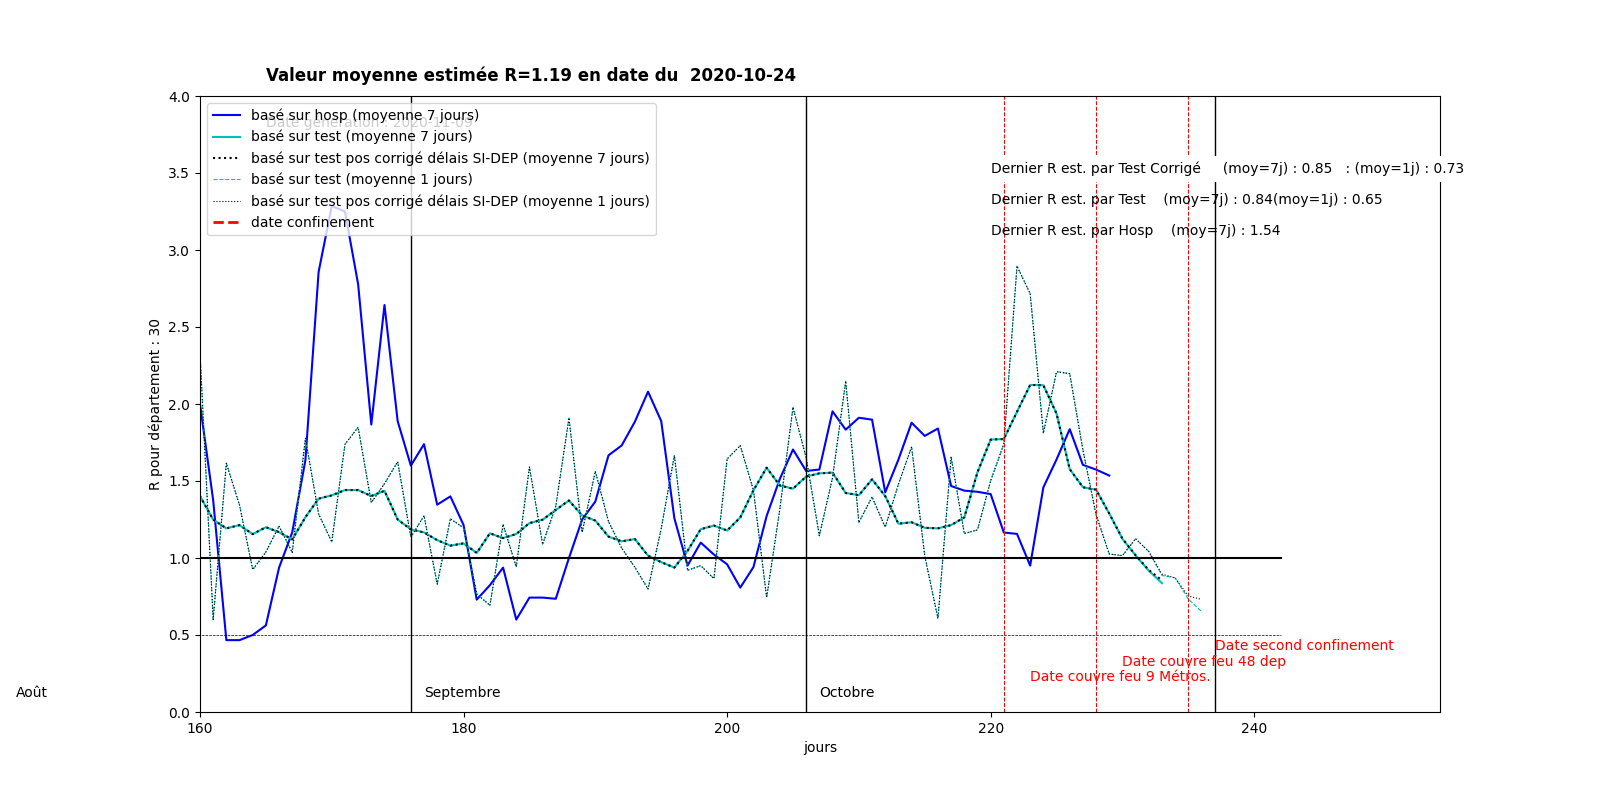 Valeur moyenne estimée R=1.19 en date du  2020-10-24
Date génération : 2020-11-09
basé sur hosp (moyenne 7 jours)
basé sur test (moyenne 7 jours)
basé sur test pos corrigé délais SI-DEP (moyenne 7 jours)
basé sur test (moyenne 1 jours)
basé sur test pos corrigé délais SI-DEP (moyenne 1 jours)
date confinement
Dernier R est. par Test Corrigé     (moy=7j) : 0.85   : (moy=1j) : 0.73
Dernier R est. par Test    (moy=7j) : 0.84(moy=1j) : 0.65
Dernier R est. par Hosp    (moy=7j) : 1.54
4.0
3.5
3.0
2.5
2.0
1.5
1.0
0.5
0.0
R pour département : 30
Date second confinement
Date couvre feu 48 dep
Date couvre feu 9 Métros.
Août
Septembre
Octobre
160
180
200
220
240
jours